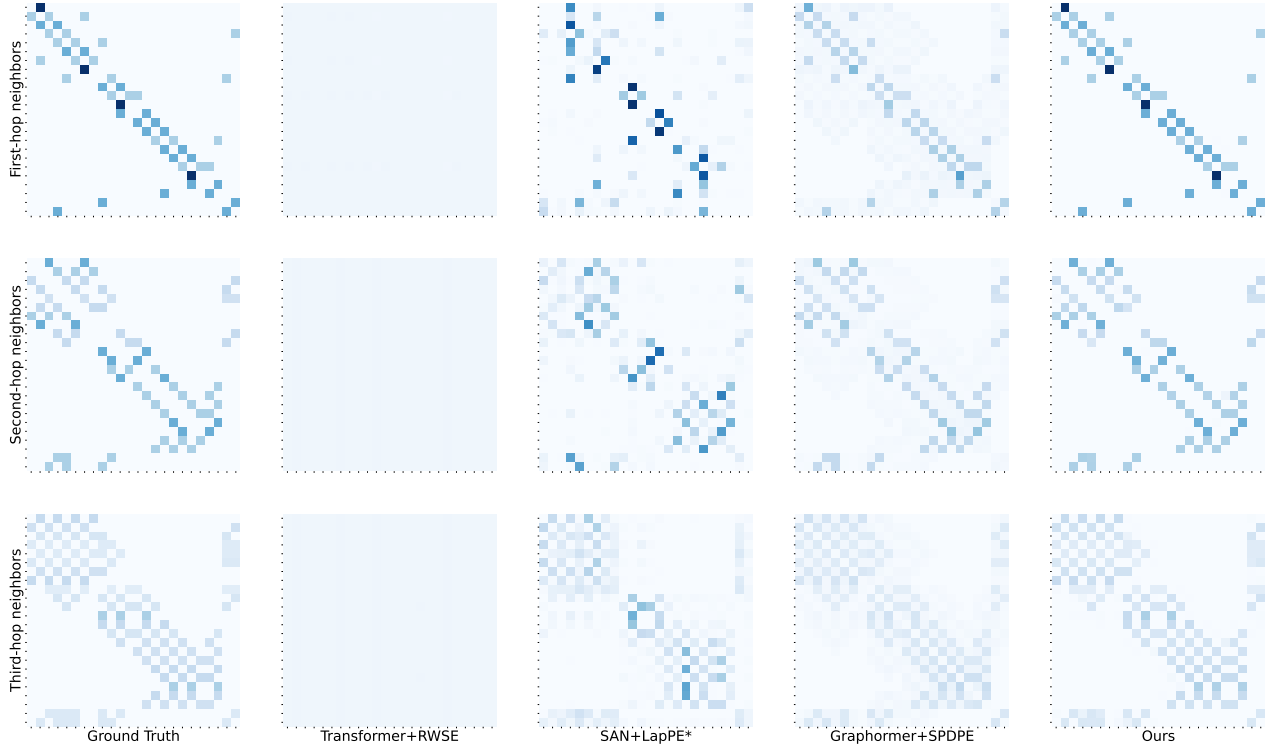 First-hop neighbors
Second-hop neighbors
Third-hop neighbors
Ground Truth
Transformer+RWSE
SAN+LapPE*
Graphormer+SPDPE
Ours